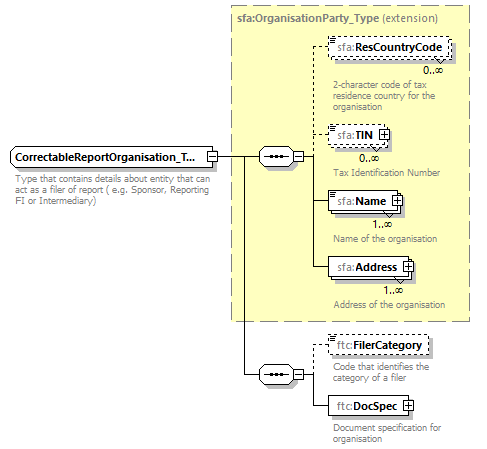 sfa:OrganisationParty_Type (extension)
sfa:ResCountryCode
0..∞
2-character code of tax
residence country for the
organisation
sfa:TIN
0..∞
Tax Identification Number
CorrectableReportOrganisation_T...
Type that contains details about entity that can
act as a filer of report ( e.g. Sponsor, Reporting
FI or Intermediary)
sfa:Name
1..∞
Name of the organisation
sfa:Address
1..∞
Address of the organisation
ftc:FilerCategory
Code that identifies the
category of a filer
ftc:DocSpec
Document specification for
organisation